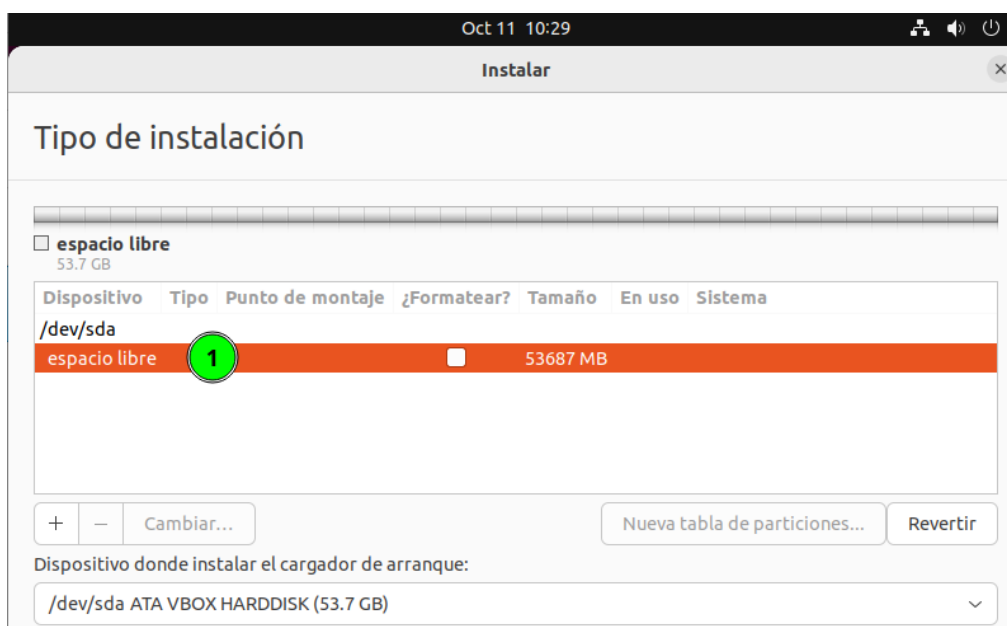 Oct 11 10:29
Instalar
Tipo de instalación
espacio libre
53.7 GB
Dispositivo Tipo Punto de montaje ¿Formatear? Tamaño En uso Sistema
/dev/sda
espacio libre 1 53687 MB
+ − Cambiar... Nueva tabla de particiones... Revertir
Dispositivo donde instalar el cargador de arranque:
/dev/sda ATA VBOX HARDDISK (53.7 GB)